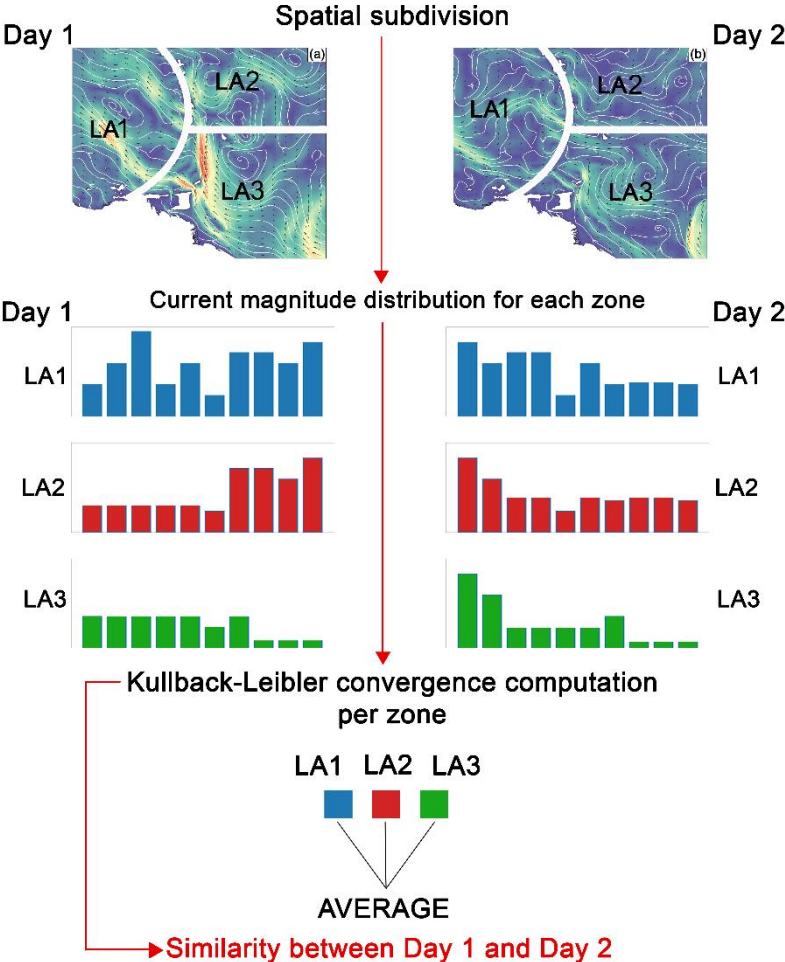 Spatial subdivision
Day 1
Day 2
(a)
(b)
LA1
LA2
LA3
LA1
LA2
LA3
Current magnitude distribution for each zone
Day 1
Day 2
LA1
LA1
LA2
LA2
LA3
LA3
Kullback-Leibler convergence computation
per zone
LA1 LA2 LA3
AVERAGE
Similarity between Day 1 and Day 2